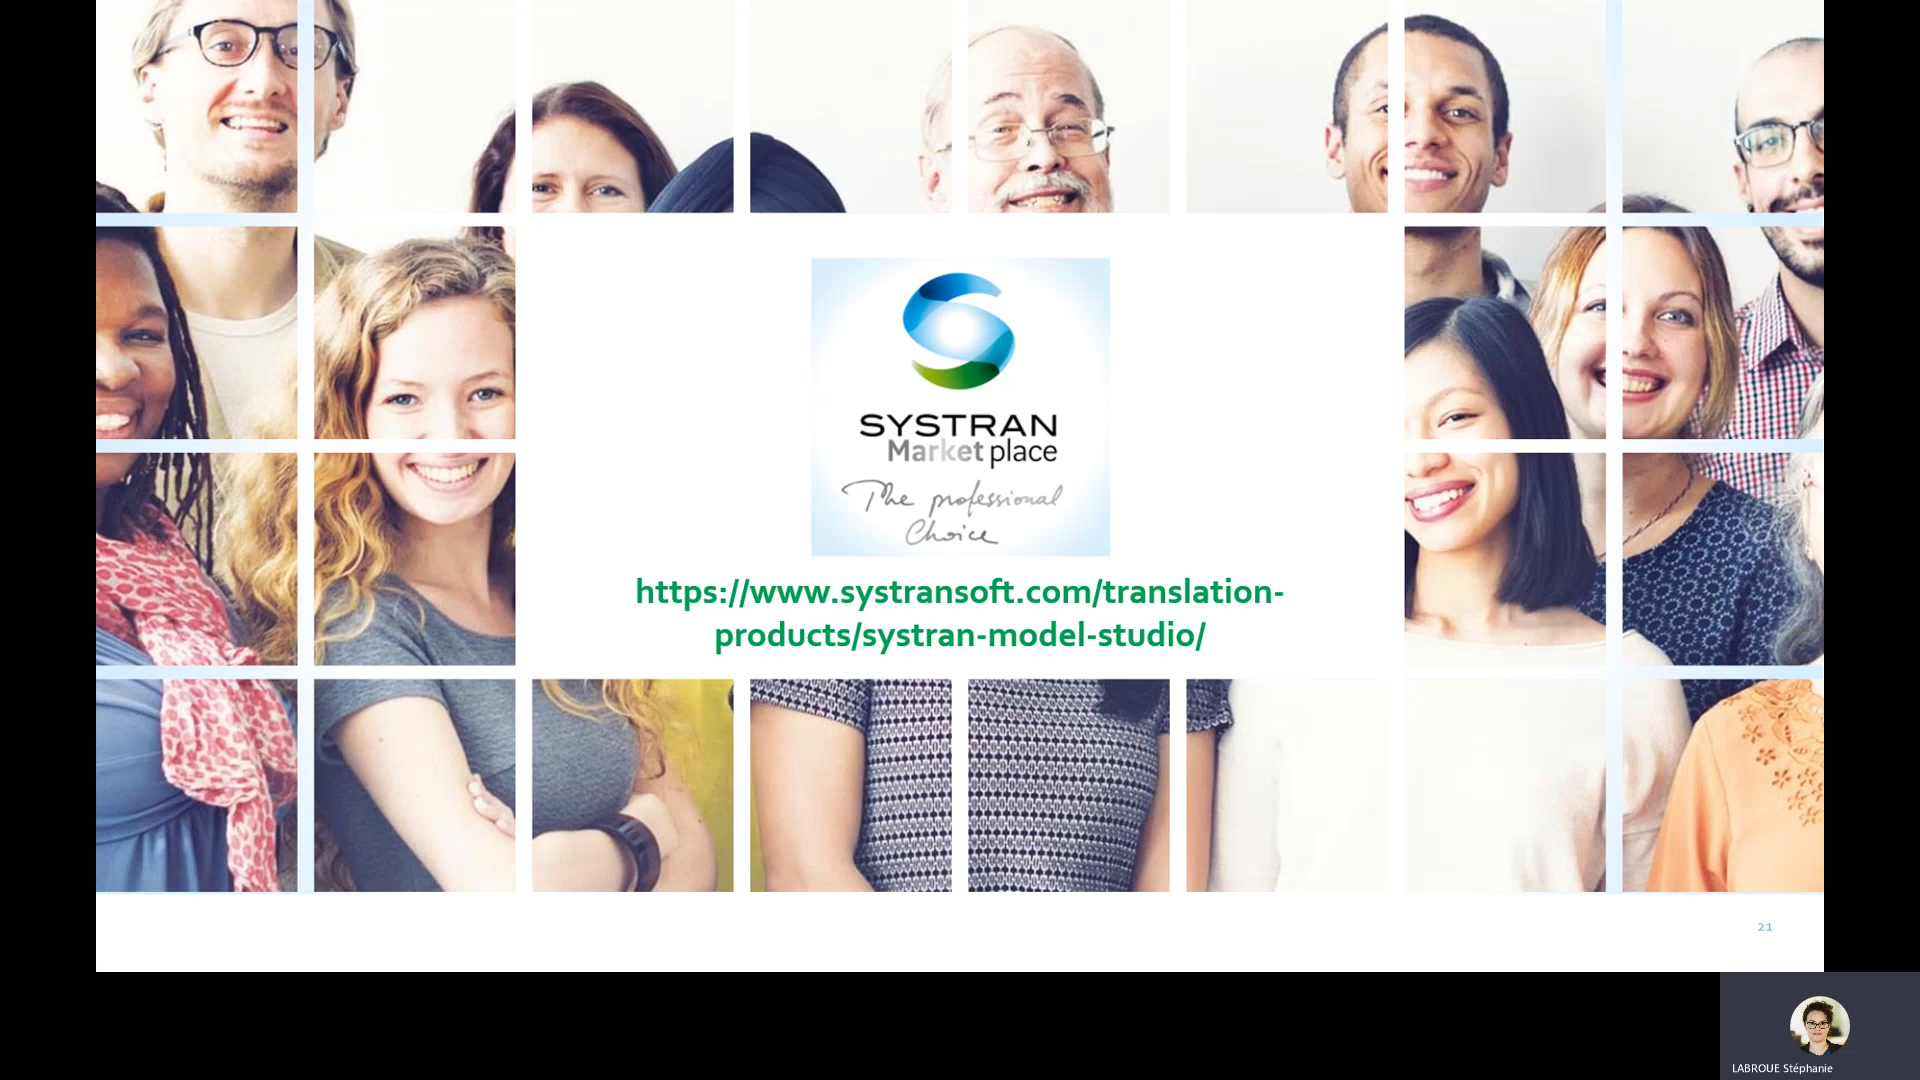 SYSTRAN
Market place
The professional
Choice
https://www.systransoft.com/translation-
products/systran-model-studio/
21
LABROUE Stéphanie